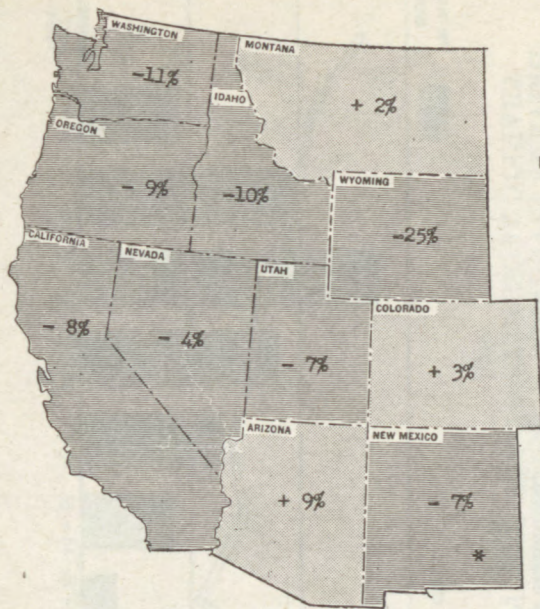 WASHINGTON
-11%
MONTANA
+ 2%
IDAHO
-10%
OREGON
- 9%
WYOMING
-25%
CALIFORNIA
- 8%
NEVADA
- 4%
UTAH
- 7%
COLORADO
+ 3%
ARIZONA
+ 9%
NEW MEXICO
- 7%
*